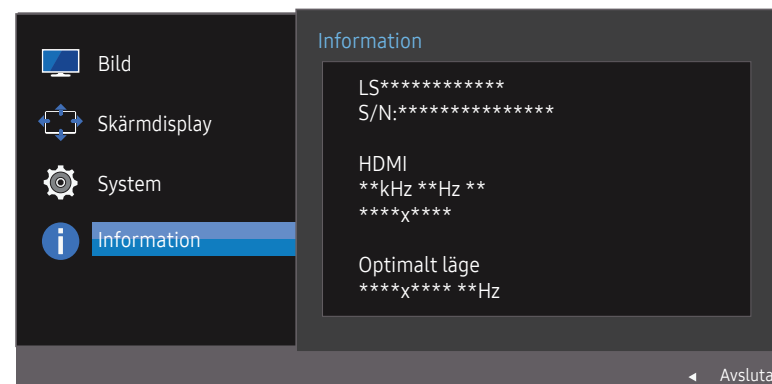 Bild
Skärmdisplay
System
Information
Information
LS************
S/N:***************
HDMI
**kHz **Hz **
****x****
Optimalt läge
****x**** **Hz
Avsluta